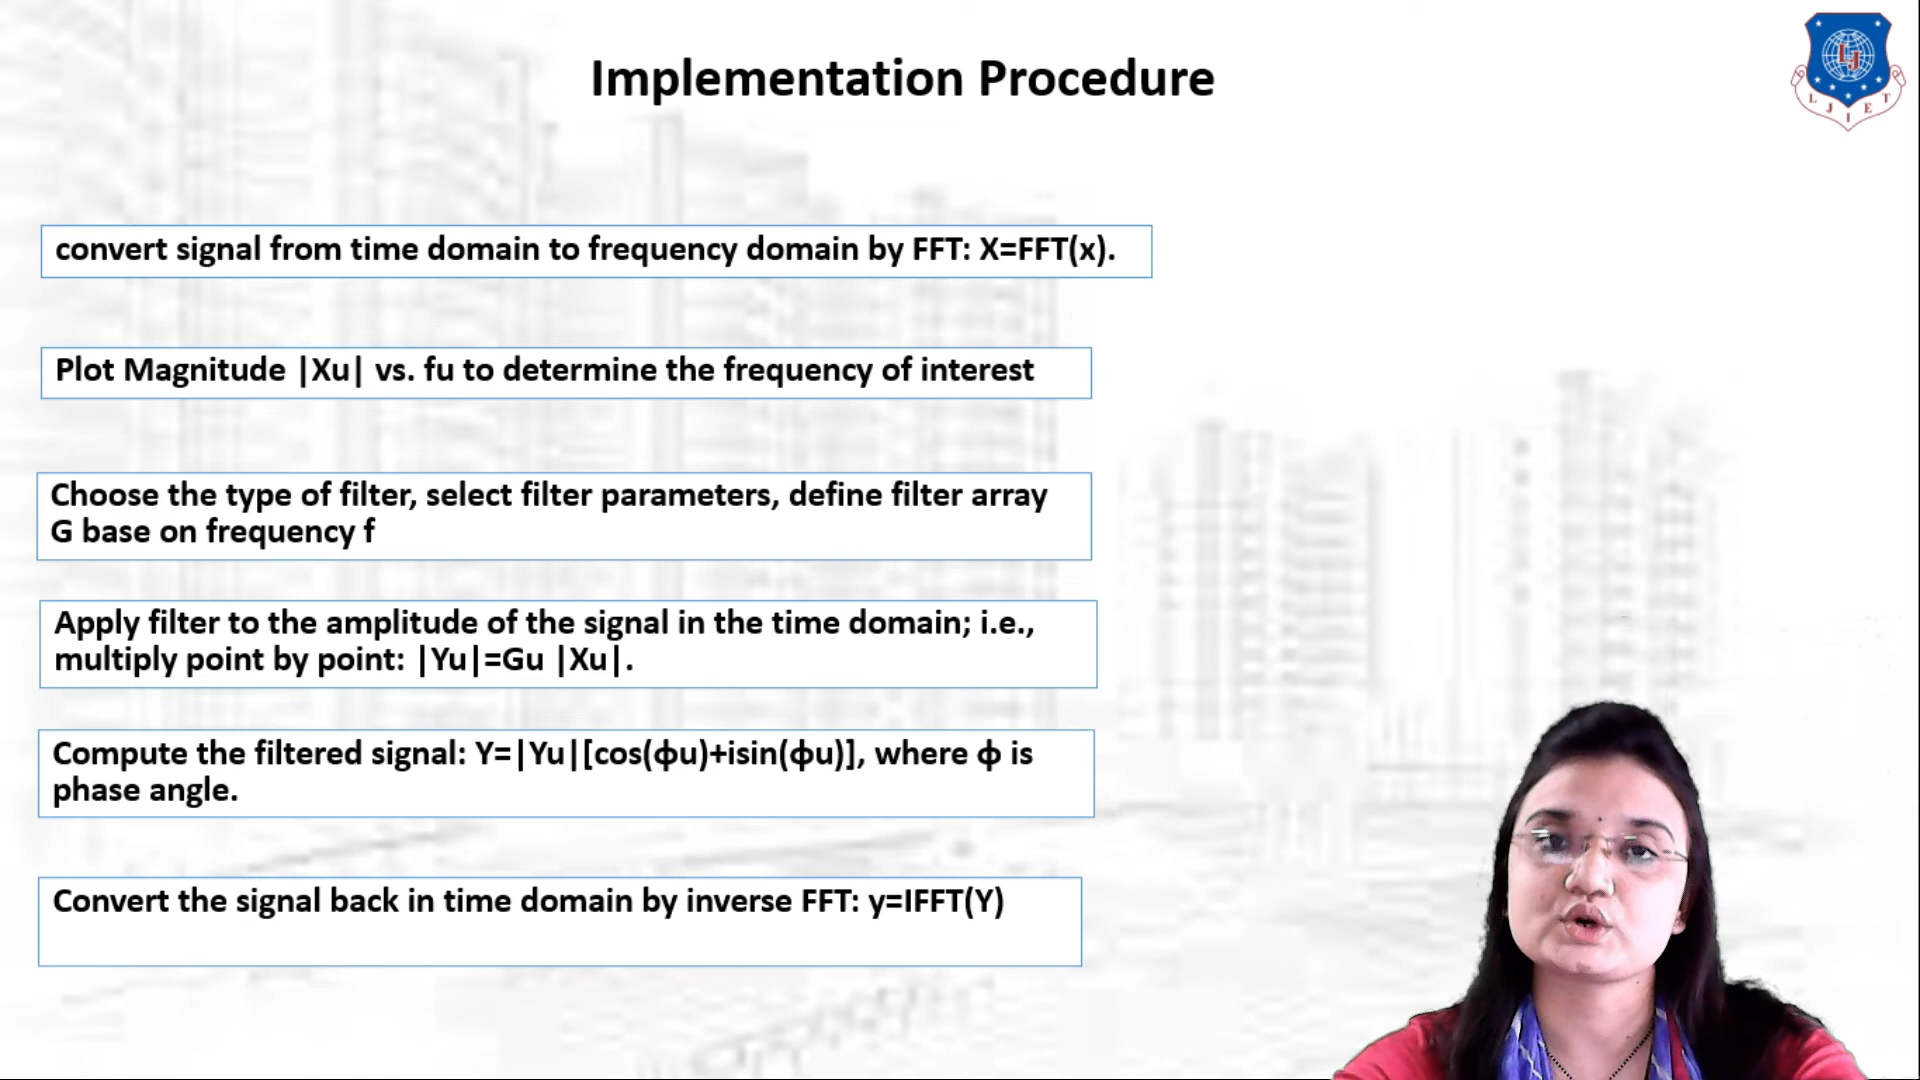 Implementation Procedure
L J I E T
convert signal from time domain to frequency domain by FFT: X=FFT(x).
Plot Magnitude |Xu| vs. fu to determine the frequency of interest
Choose the type of filter, select filter parameters, define filter array
G base on frequency f
Apply filter to the amplitude of the signal in the time domain; i.e.,
multiply point by point: |Yu|=Gu |Xu|.
Compute the filtered signal: Y=|Yu|[cos(ϕu)+isin(ϕu)], where ϕ is
phase angle.
Convert the signal back in time domain by inverse FFT: y=IFFT(Y)